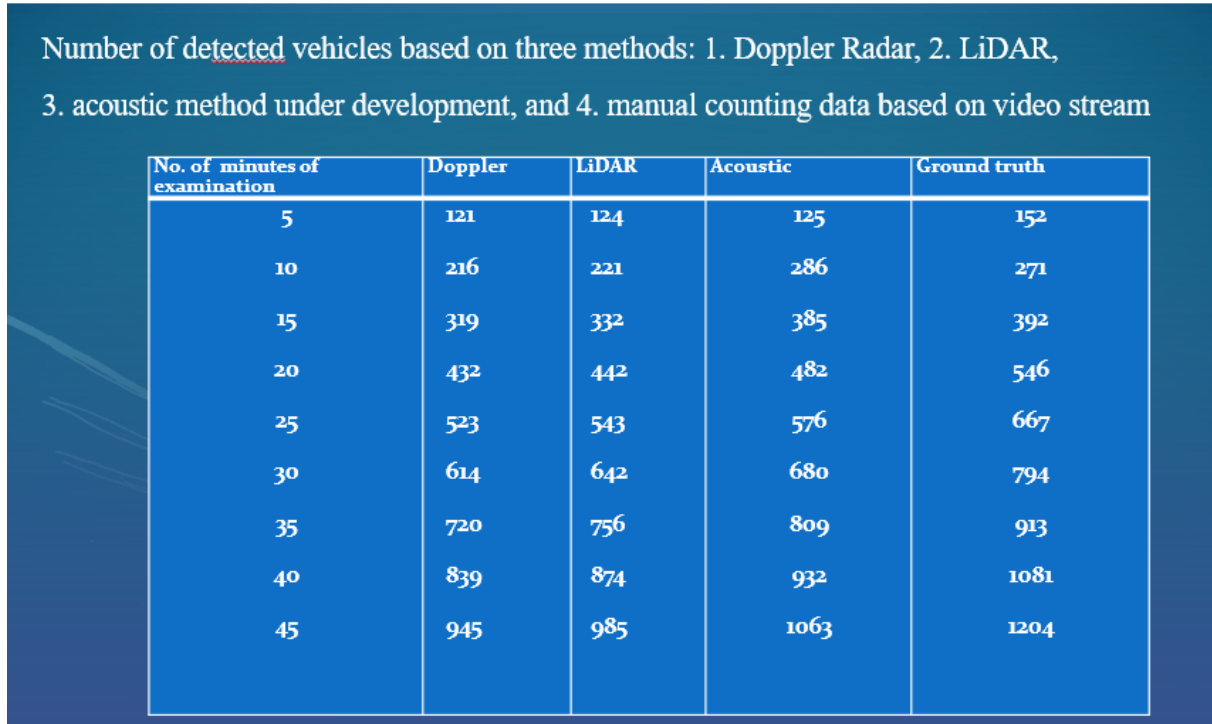 Number of detected vehicles based on three methods: 1. Doppler Radar, 2. LiDAR,
3. acoustic method under development, and 4. manual counting data based on video stream
No. of minutes of examination Doppler LiDAR Acoustic Ground truth
5 121 124 125 152
10 216 221 286 271
15 319 332 385 392
20 432 442 482 546
25 523 543 576 667
30 614 642 680 794
35 720 756 809 913
40 839 874 932 1081
45 945 985 1063 1204